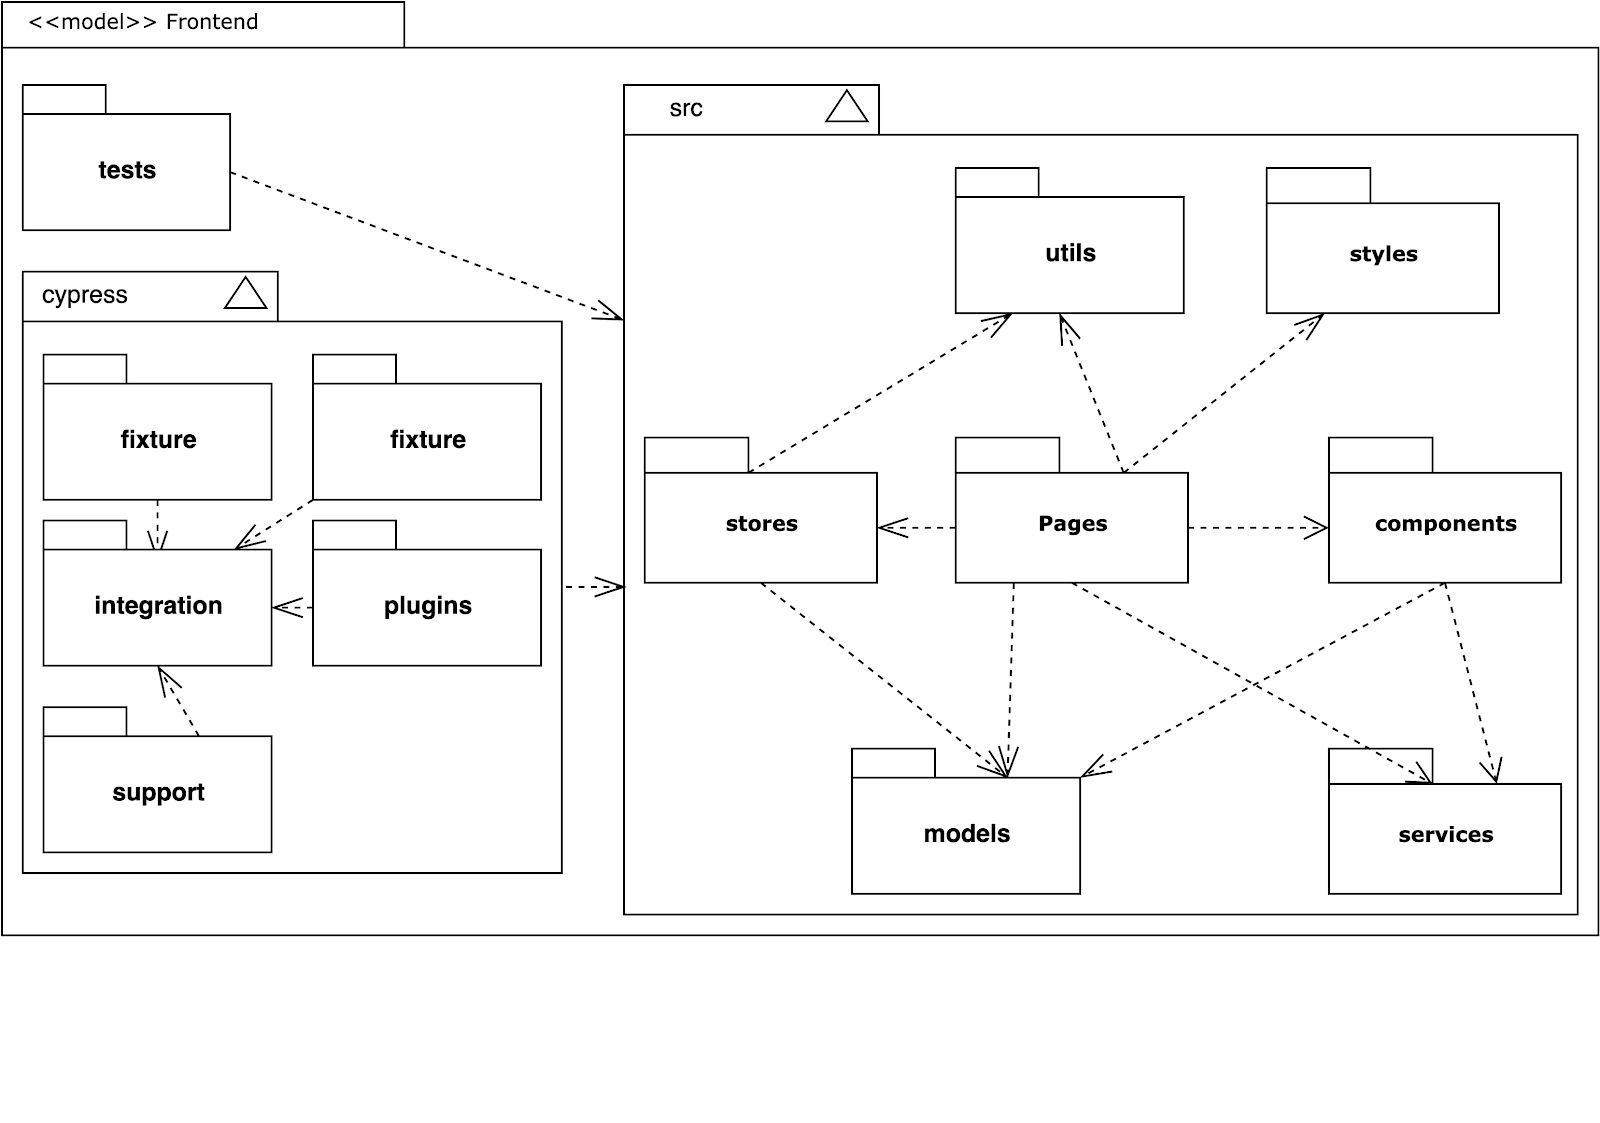 <<model>> Frontend
tests
cypress
fixture
fixture
integration
plugins
support
src
utils
styles
stores
Pages
components
models
services